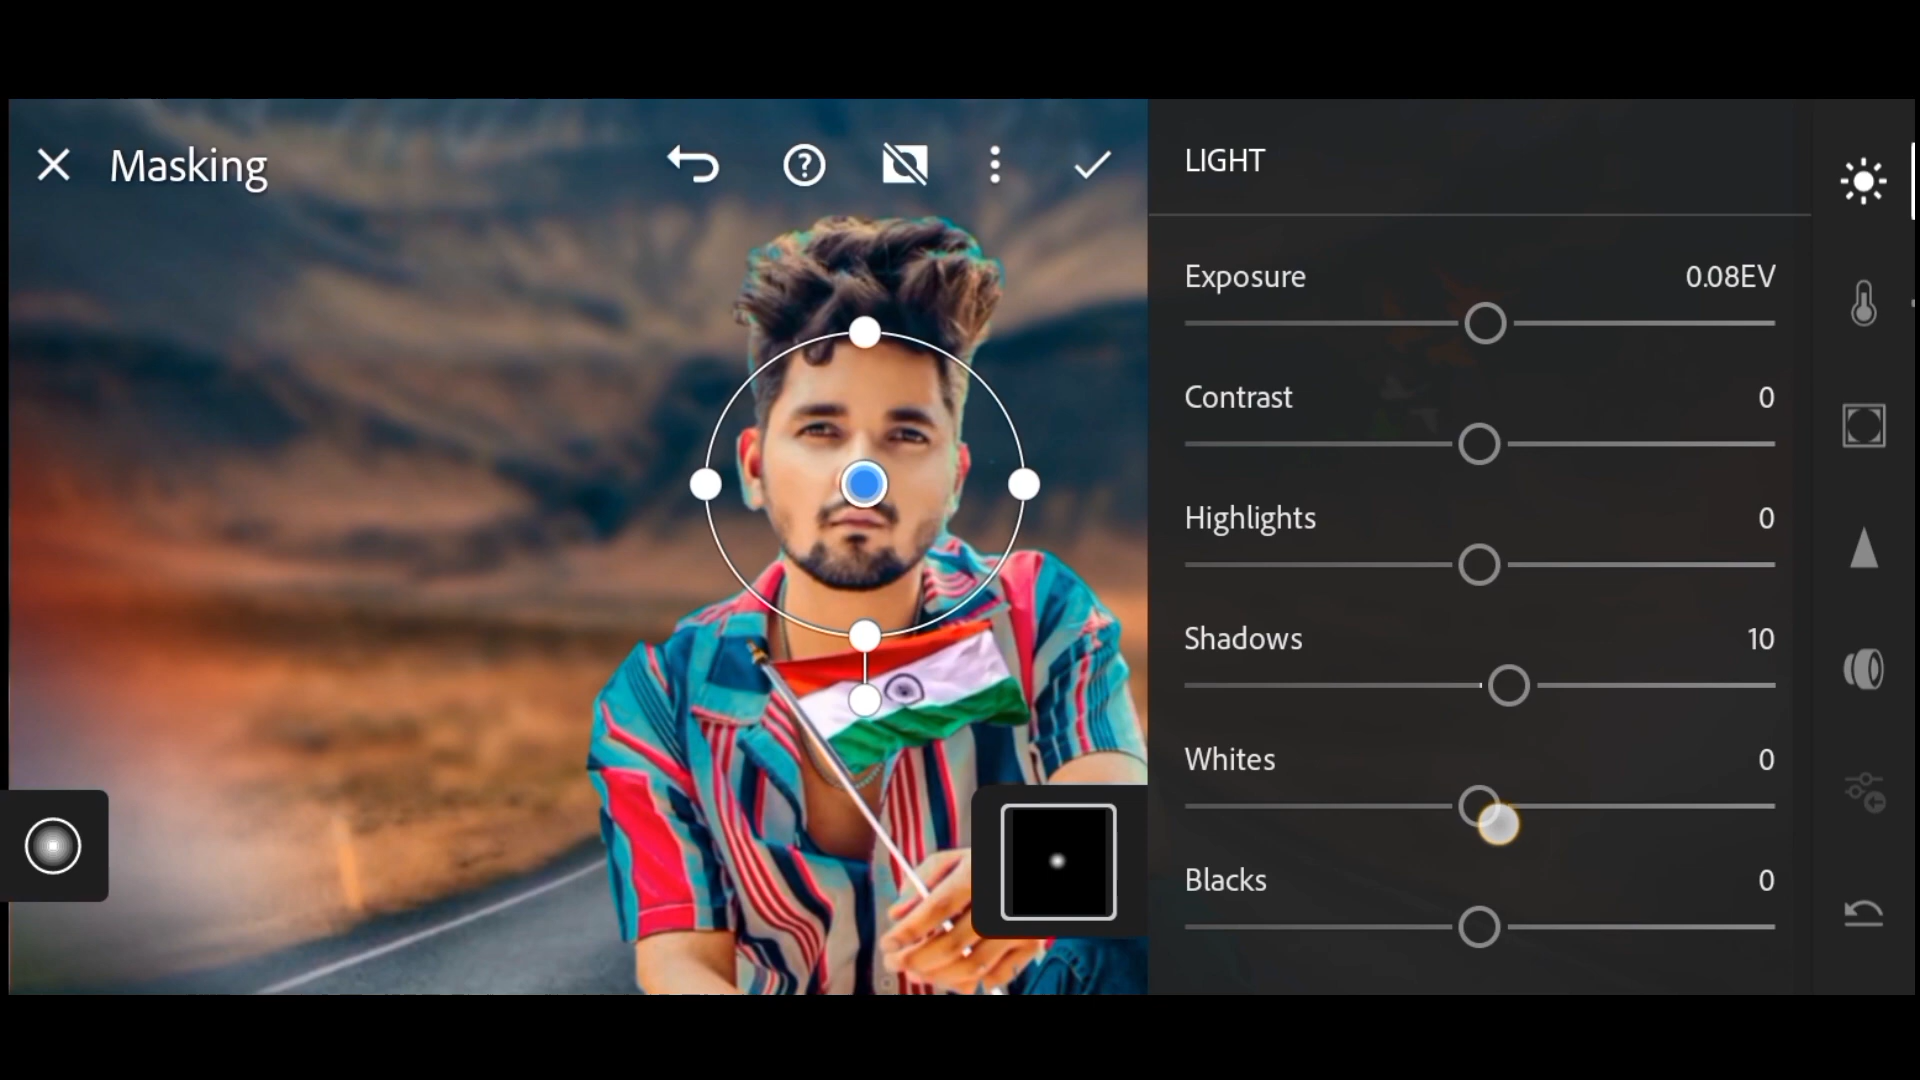 Masking
LIGHT
Exposure 0.08EV
Contrast 0
Highlights 0
Shadows 10
Whites 0
Blacks 0